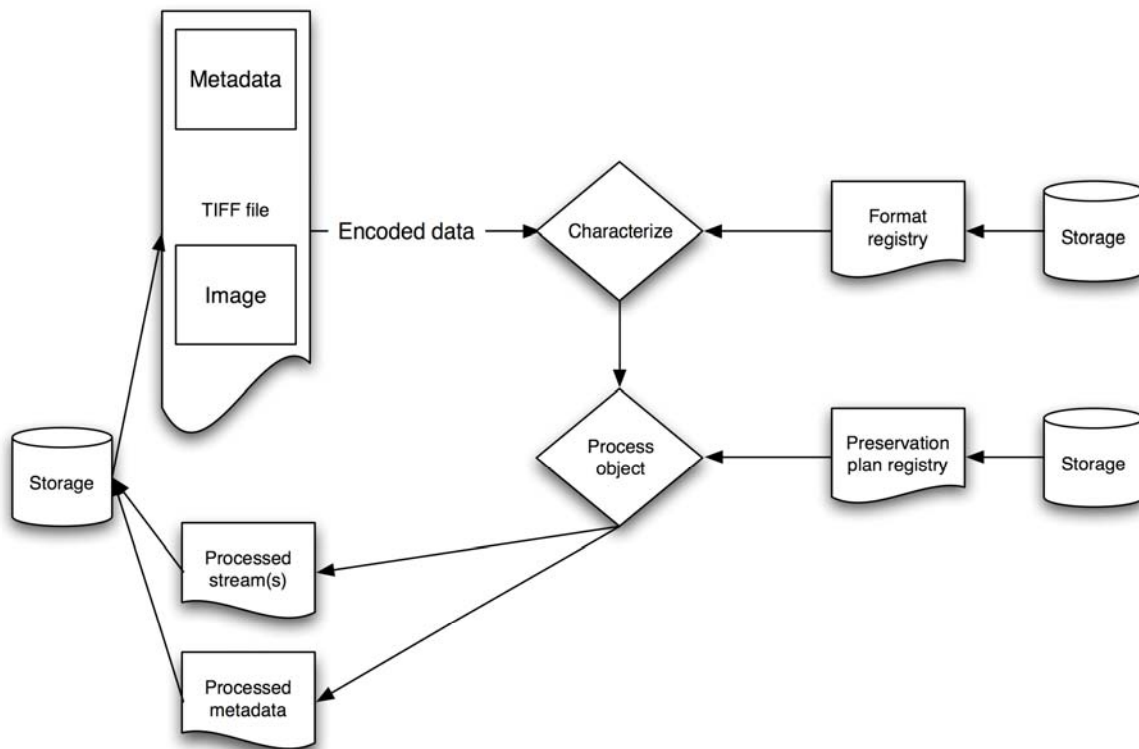 Metadata
TIFF file
Image
Encoded data
Characterize
Format
registry
Storage
Process
object
Preservation
plan registry
Storage
Storage
Processed
stream(s)
Processed
metadata